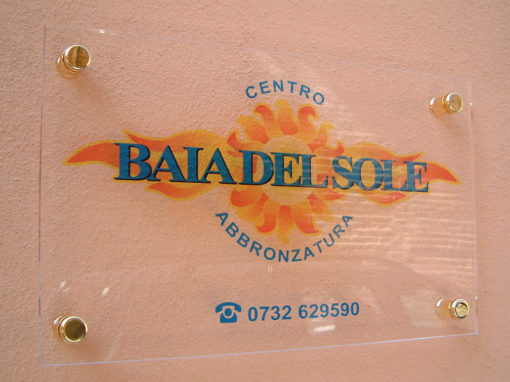 CENTRO
BAIA DEL SOLE
ABBRONZATURA
☎ 0732 629590